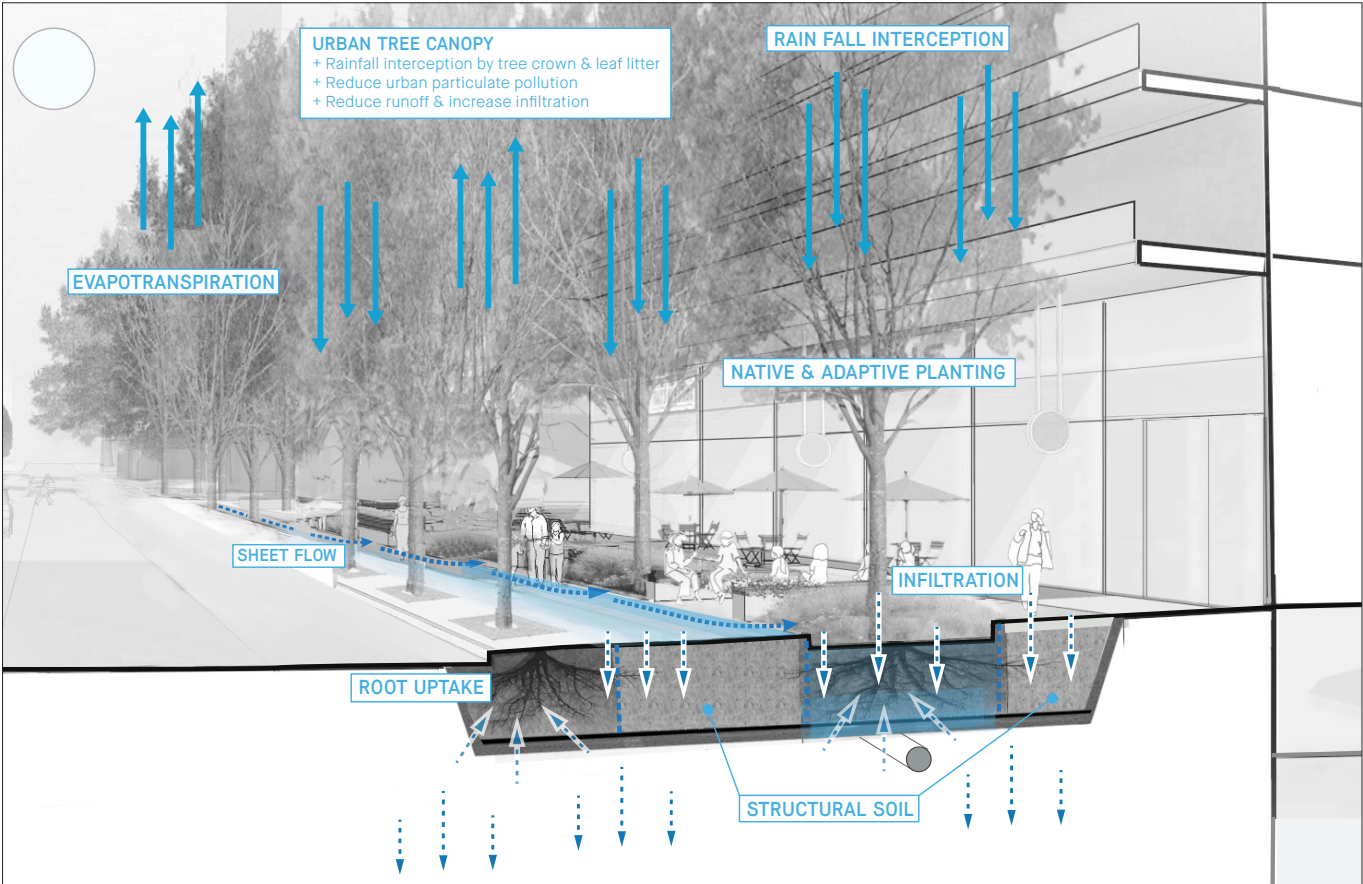 URBAN TREE CANOPY
+ Rainfall interception by tree crown & leaf litter
+ Reduce urban particulate pollution
+ Reduce runoff & increase infiltration
RAIN FALL INTERCEPTION
EVAPOTRANSPIRATION
NATIVE & ADAPTIVE PLANTING
SHEET FLOW
INFILTRATION
ROOT UPTAKE
STRUCTURAL SOIL